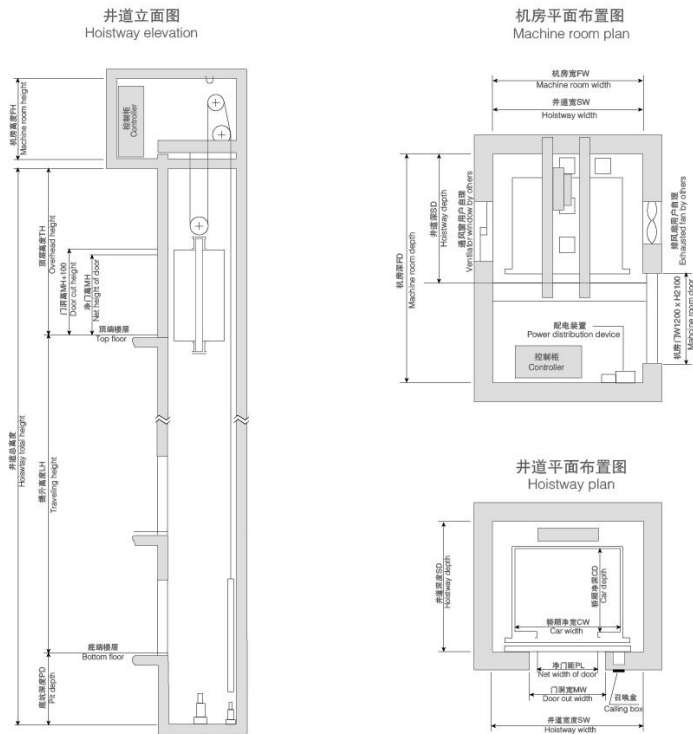 井道立面图
Hoistway elevation
机房高度FH
Machine room height
控制柜
Controller
顶层高度TH
Overhead height
门洞高MH+100
Door cut height
净门高MH
Net height of door
顶端楼层
Top floor
井道总高度
Hoistway total height
提升高度LH
Traveling height
底端楼层
Bottom floor
底坑深度PD
Pit depth
机房平面布置图
Machine room plan
机房宽FW
Machine room width
井道宽SW
Hoistway width
机房深FD
Machine room depth
井道深SD
Hoistway depth
通风窗用户自理
Ventilator window by others
排风扇用户自理
Exhausted fan by others
机房门W1200 x H2100
Mahcine room door
配电装置
Power distribution device
控制柜
Controller
井道平面布置图
Hoistway plan
井道深度SD
Hoistway depth
轿厢净深CD
Car depth
轿厢净宽CW
Car width
净门距PL
Net width of door
门洞宽MW
Door cut width
召唤盒
Calling box
井道宽度SW
Hoistway width